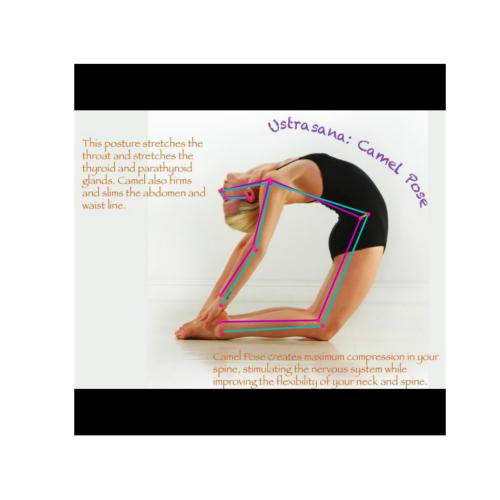 Ustrasana: Camel Pose
This posture stretches the
throat and stretches the
thyroid and parathyroid
glands. Camel also firms
and slims the abdomen and
waist line.
Camel Pose creates maximum compression in your
spine, stimulating the nervous system while
improving the flexibility of your neck and spine.